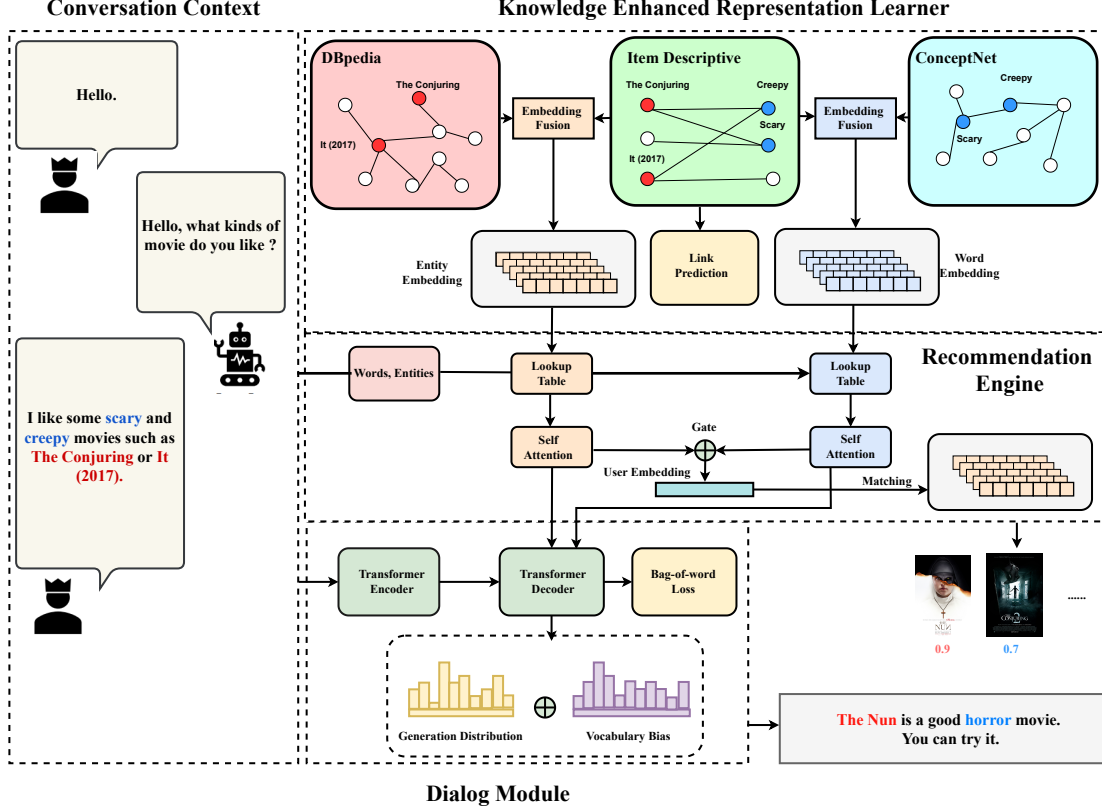 Conversation Context
Knowledge Enhanced Representation Learner
Hello.
Hello, what kinds of
movie do you like ?
I like some scary and
creepy movies such as
The Conjuring or It
(2017).
DBpedia
The Conjuring
It (2017)
Embedding
Fusion
Item Descriptive
The Conjuring
Creepy
Scary
It (2017)
Embedding
Fusion
ConceptNet
Creepy
Scary
Entity
Embedding
Link
Prediction
Word
Embedding
Recommendation
Engine
Words, Entities
Lookup
Table
Lookup
Table
Self
Attention
Gate
Self
Attention
User Embedding
Matching
Transformer
Encoder
Transformer
Decoder
Bag-of-word
Loss
NUN
CONJURING
2
......
0.9
0.7
Generation Distribution
Vocabulary Bias
The Nun is a good horror movie.
You can try it.
Dialog Module